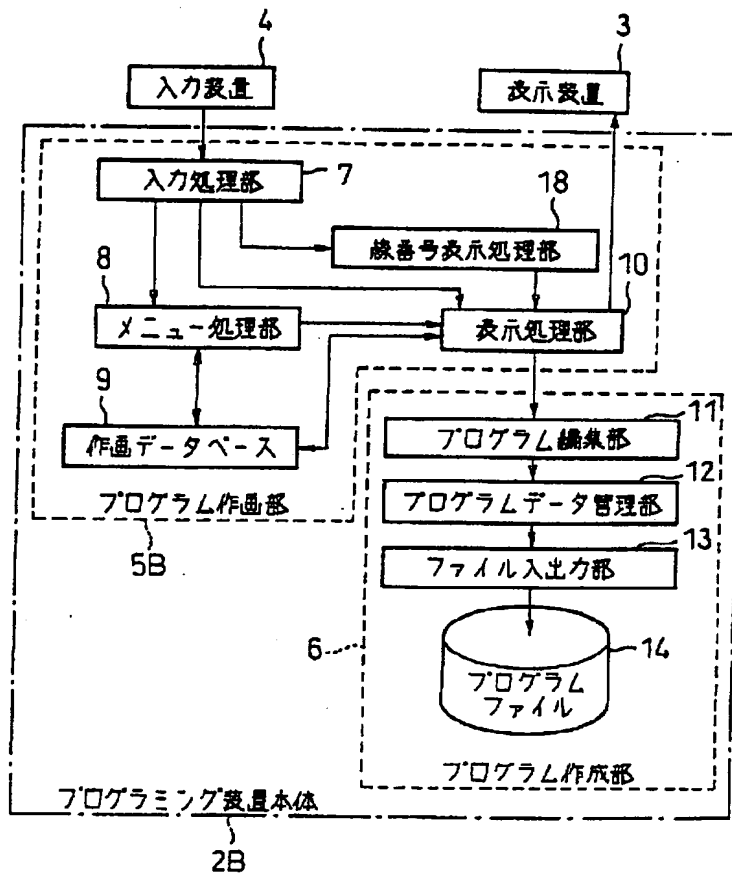 4
3
入力装置
表示装置
入力処理部
7
18
線番号表示処理部
8
10
メニュー処理部
表示処理部
9
11
作画データベース
プログラム編集部
12
プログラム作画部
プログラムデータ管理部
13
5B
ファイル入出力部
6
14
プログラム
ファイル
プログラム作成部
プログラミング装置本体
2B